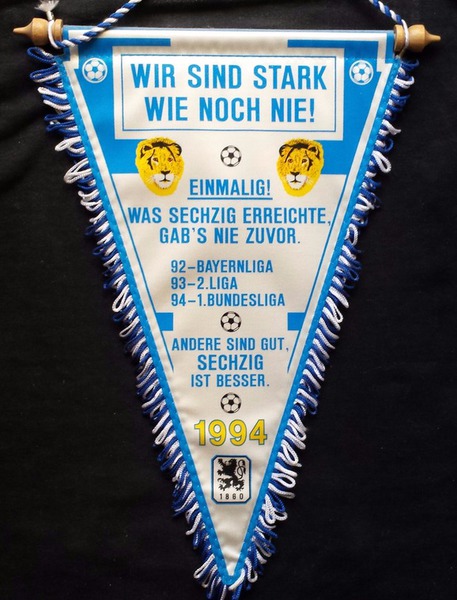 WIR SIND STARK
WIE NOCH NIE!
EINMALIG!
WAS SECHZIG ERREICHTE,
GAB'S NIE ZUVOR.
92-BAYERNLIGA
93-2.LIGA
94-1.BUNDESLIGA
ANDERE SIND GUT,
SECHZIG
IST BESSER.
1994
1860